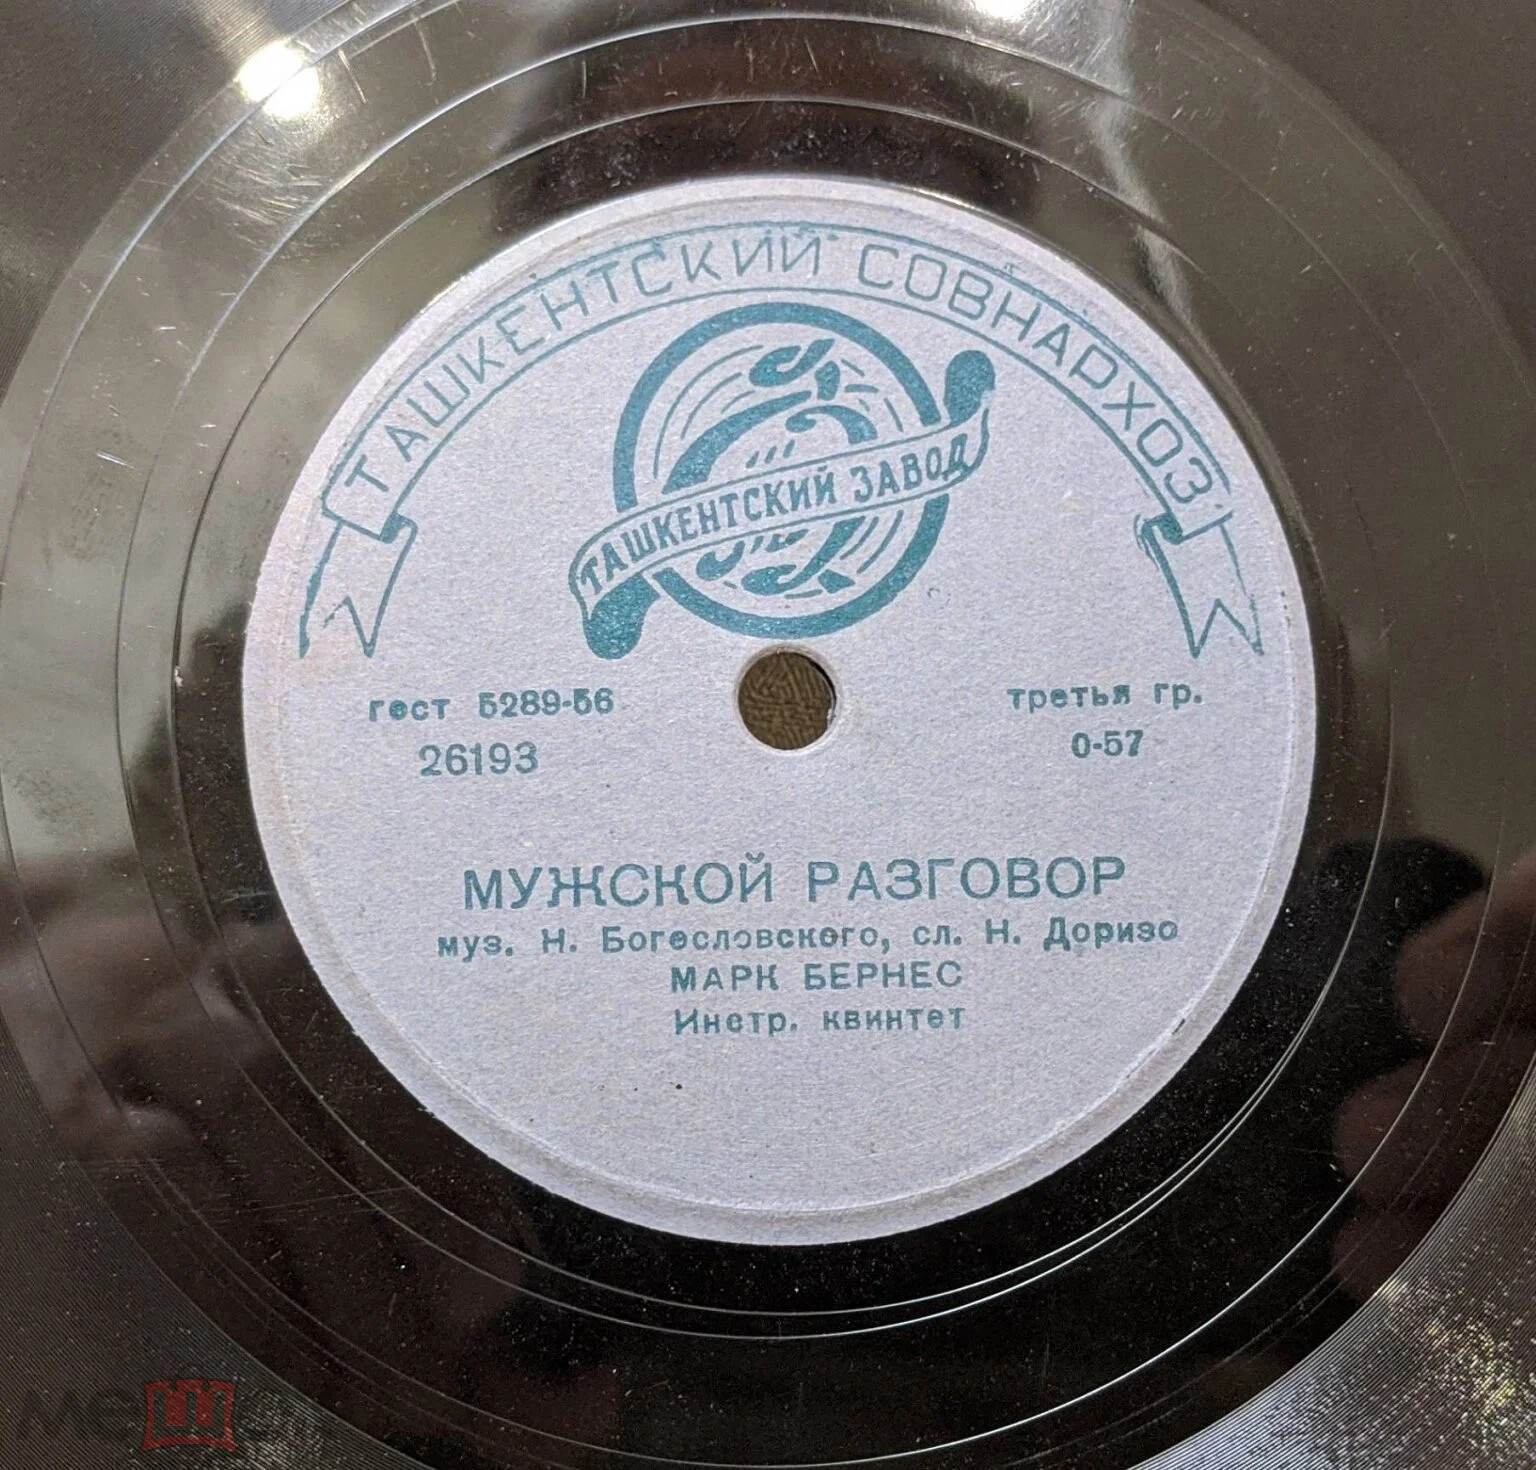 ТАШКЕНТСКИЙ СОВНАРХОЗ
ТАШКЕНТСКИЙ ЗАВОД
гост 5289-56
26193
третья гр.
0-57
МУЖСКОЙ РАЗГОВОР
муз. Н. Богословского, сл. Н. Доризо
МАРК БЕРНЕС
Инстр. квинтет